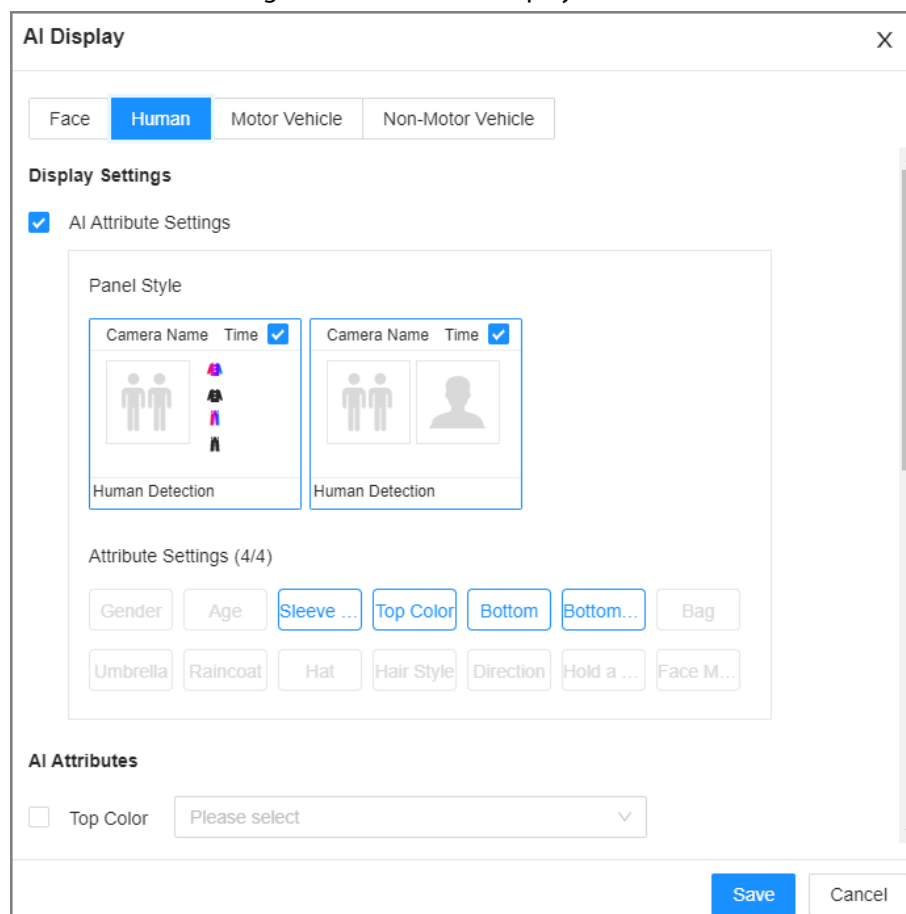 AI Display
X
Face Human Motor Vehicle Non-Motor Vehicle
Display Settings
AI Attribute Settings
Panel Style
Camera Name Time Camera Name Time
Human Detection Human Detection
Attribute Settings (4/4)
Gender Age Sleeve ... Top Color Bottom Bottom... Bag
Umbrella Raincoat Hat Hair Style Direction Hold a ... Face M...
AI Attributes
Top Color Please select
Save Cancel